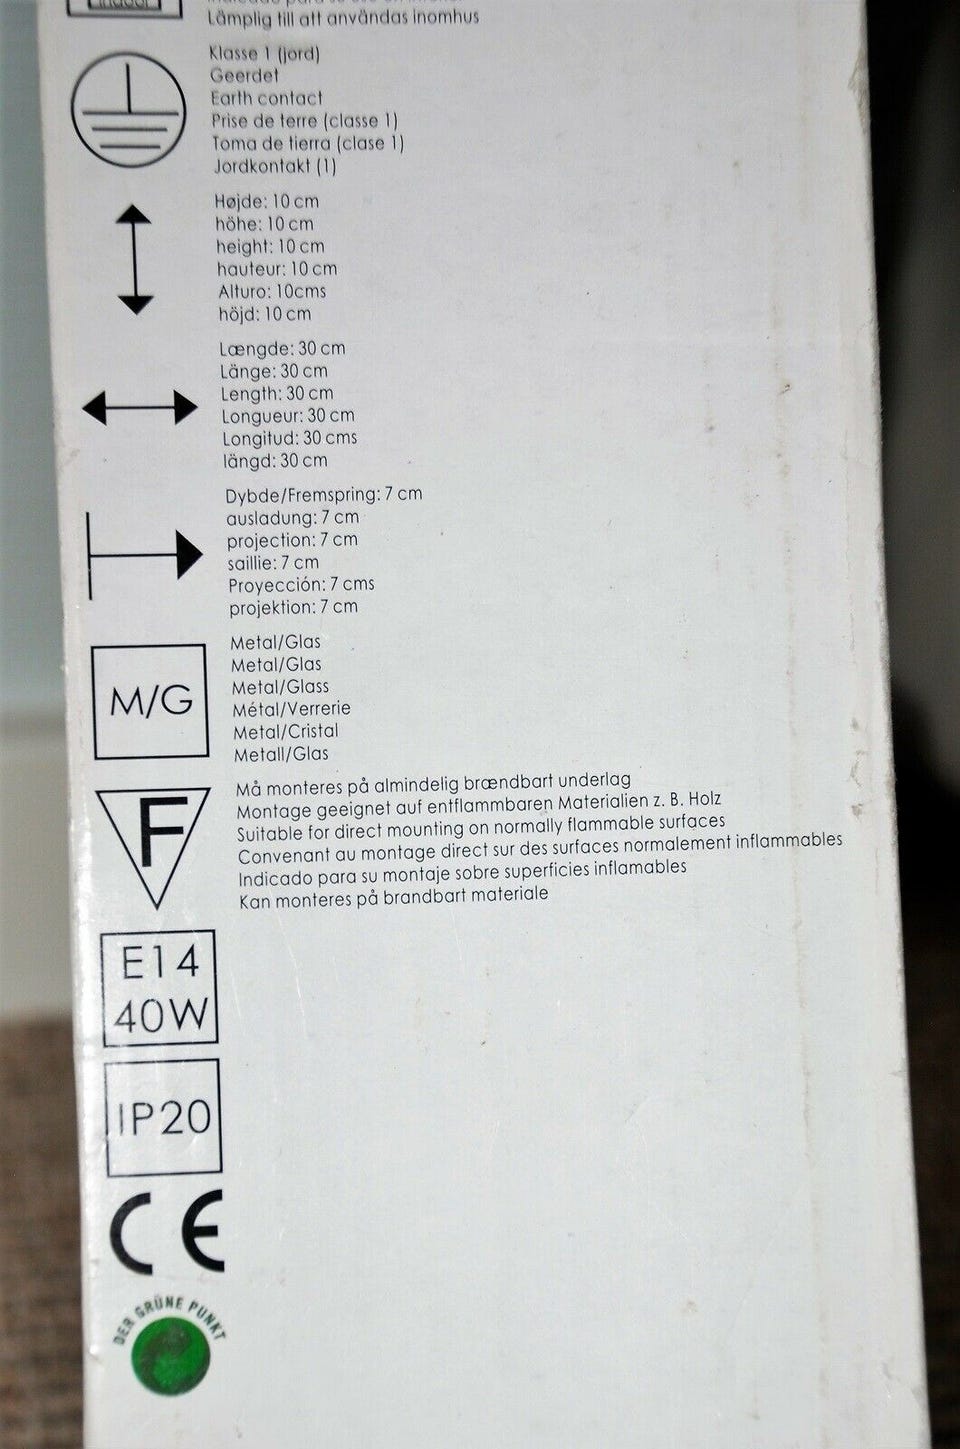 indoor
Indicado para su uso en interior
Lämplig till att användas inomhus
Klasse 1 (jord)
Geerdet
Earth contact
Prise de terre (classe 1)
Toma de tierra (clase 1)
Jordkontakt (1)
Højde: 10 cm
höhe: 10 cm
height: 10 cm
hauteur: 10 cm
Alturo: 10cms
höjd: 10 cm
Længde: 30 cm
Länge: 30 cm
Length: 30 cm
Longueur: 30 cm
Longitud: 30 cms
längd: 30 cm
Dybde/Fremspring: 7 cm
ausladung: 7 cm
projection: 7 cm
saillie: 7 cm
Proyección: 7 cms
projektion: 7 cm
M/G
Metal/Glas
Metal/Glas
Metal/Glass
Métal/Verrerie
Metal/Cristal
Metall/Glas
F
Må monteres på almindelig brændbart underlag
Montage geeignet auf entflammbaren Materialien z. B. Holz
Suitable for direct mounting on normally flammable surfaces
Convenant au montage direct sur des surfaces normalement inflammables
Indicado para su montaje sobre superficies inflamables
Kan monteres på brandbart materiale
E14
40W
IP20
CE
DER GRÜNE PUNKT